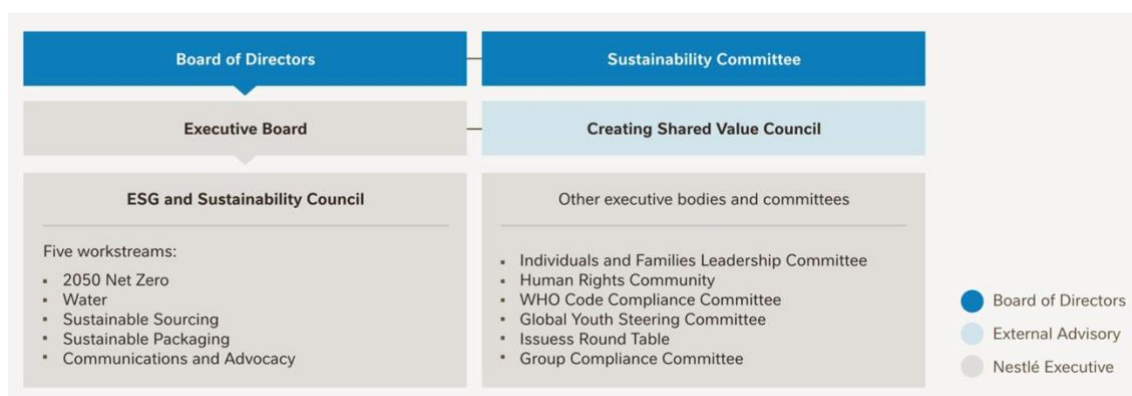 Board of Directors
Sustainability Committee
Executive Board
Creating Shared Value Council
ESG and Sustainability Council
Five workstreams:
▪ 2050 Net Zero
▪ Water
▪ Sustainable Sourcing
▪ Sustainable Packaging
▪ Communications and Advocacy
Other executive bodies and committees
▪ Individuals and Families Leadership Committee
▪ Human Rights Community
▪ WHO Code Compliance Committee
▪ Global Youth Steering Committee
▪ Issuess Round Table
▪ Group Compliance Committee
Board of Directors
External Advisory
Nestlé Executive